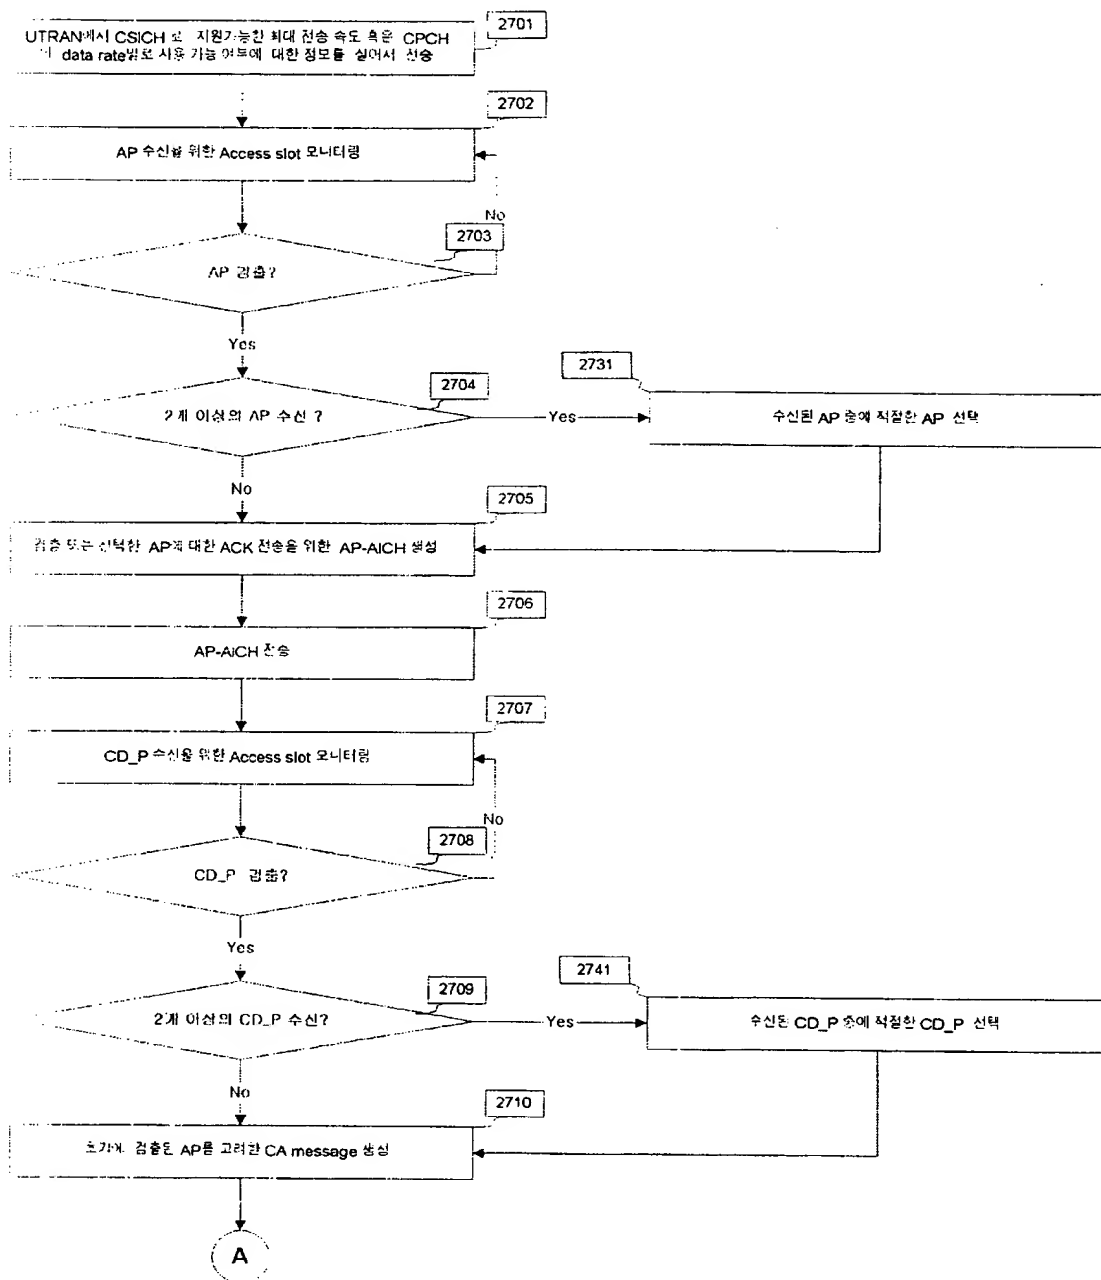 2701
UTRAN에서 CSICH 로 지원가능한 최대 전송 속도 혹은 CPCH
의 data rate별로 사용 가능 여부에 대한 정보를 실어서 전송
2702
AP 수신을 위한 Access slot 모니터링
No
2703
AP 검출?
Yes
2731
2704
2개 이상의 AP 수신 ?
Yes
수신된 AP 중에 적절한 AP 선택
No
2705
검출 또는 선택한 AP에 대한 ACK 전송을 위한 AP-AICH 생성
2706
AP-AICH 전송
2707
CD_P 수신을 위한 Access slot 모니터링
No
2708
CD_P 검출?
Yes
2741
2709
2개 이상의 CD_P 수신?
Yes
수신된 CD_P 중에 적절한 CD_P 선택
No
2710
초기에 검출된 AP를 고려한 CA message 생성
A